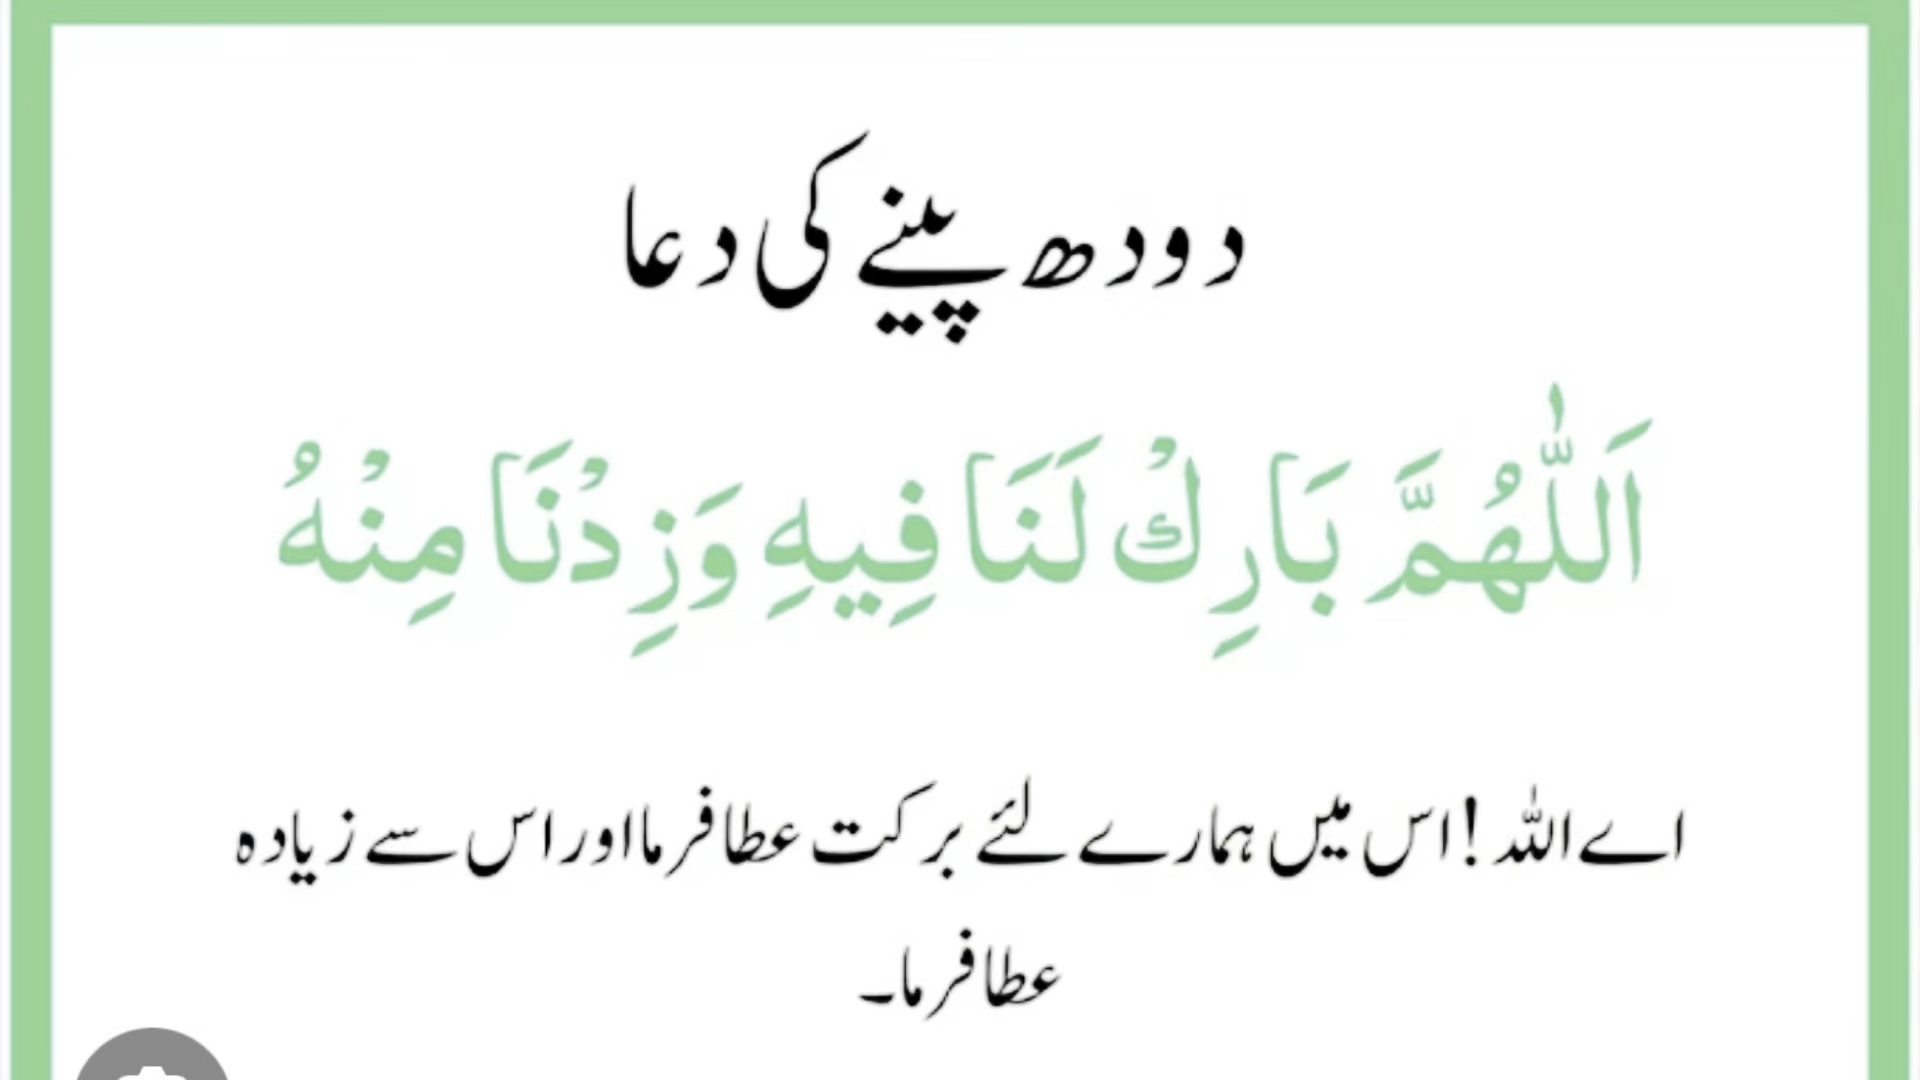 دودھ پینے کی دعا
اَللّٰهُمَّ بَارِكْ لَنَا فِيهِ وَزِدْنَا مِنْهُ
اے اللہ! اس میں ہمارے لئے برکت عطا فرما اور اس سے زیادہ
عطا فرما۔